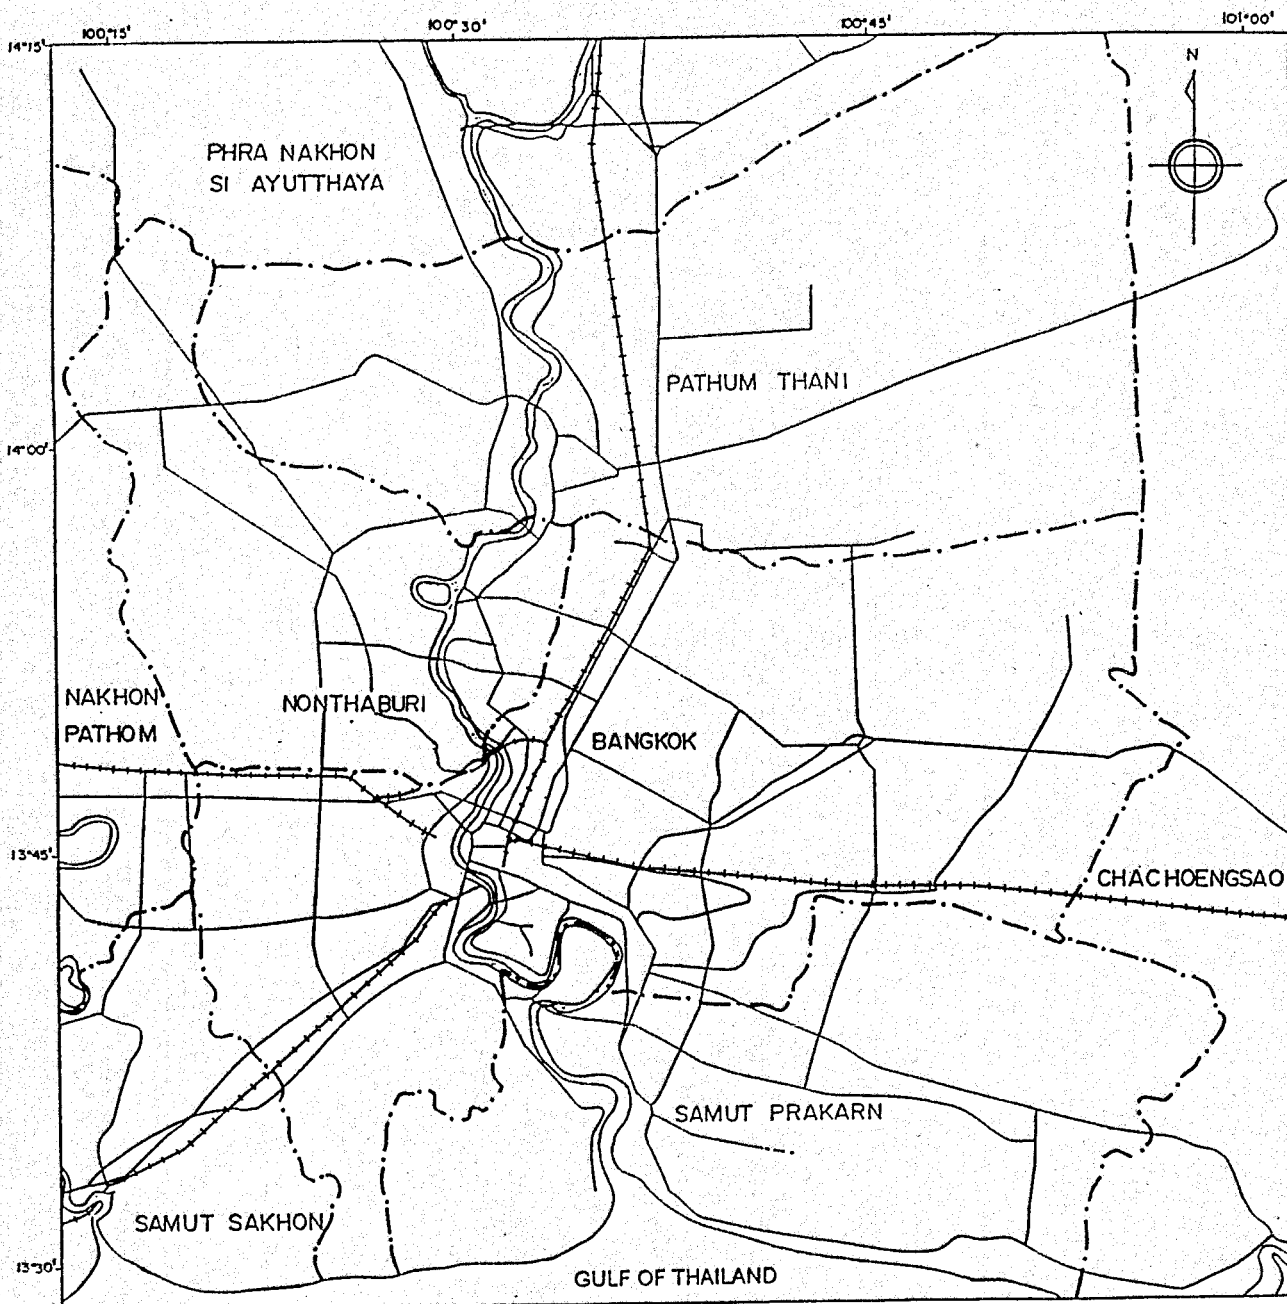 100°15'
100°30'
100°45'
101°00'
14°15'
N
PHRA NAKHON
SI AYUTTHAYA
PATHUM THANI
14°00'
NAKHON
PATHOM
NONTHABURI
BANGKOK
13°45'
CHACHOENGSAO
SAMUT PRAKARN
SAMUT SAKHON
13°30'
GULF OF THAILAND